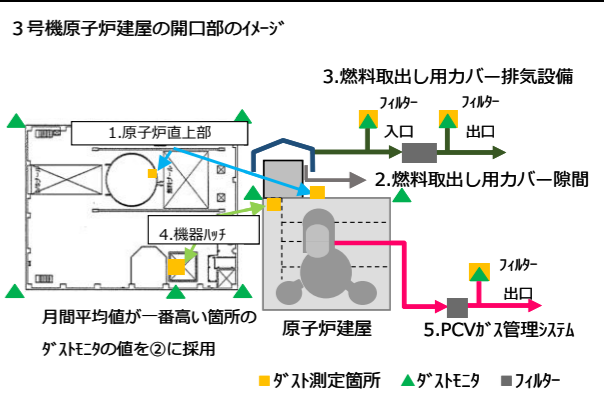 3号機原子炉建屋の開口部のｲﾒｰｼﾞ
3.燃料取出し用カバー排気設備
ﾌｨﾙﾀｰ
ﾌｨﾙﾀｰ
入口
出口
1.原子炉直上部
2.燃料取出し用カバー隙間
4.機器ﾊｯﾁ
ﾌｨﾙﾀｰ
出口
5.PCVｶﾞｽ管理ｼｽﾃﾑ
原子炉建屋
月間平均値が一番高い箇所の
ﾀﾞｽﾄﾓﾆﾀの値を②に採用
ﾀﾞｽﾄ測定箇所
ﾀﾞｽﾄﾓﾆﾀ
ﾌｨﾙﾀｰ